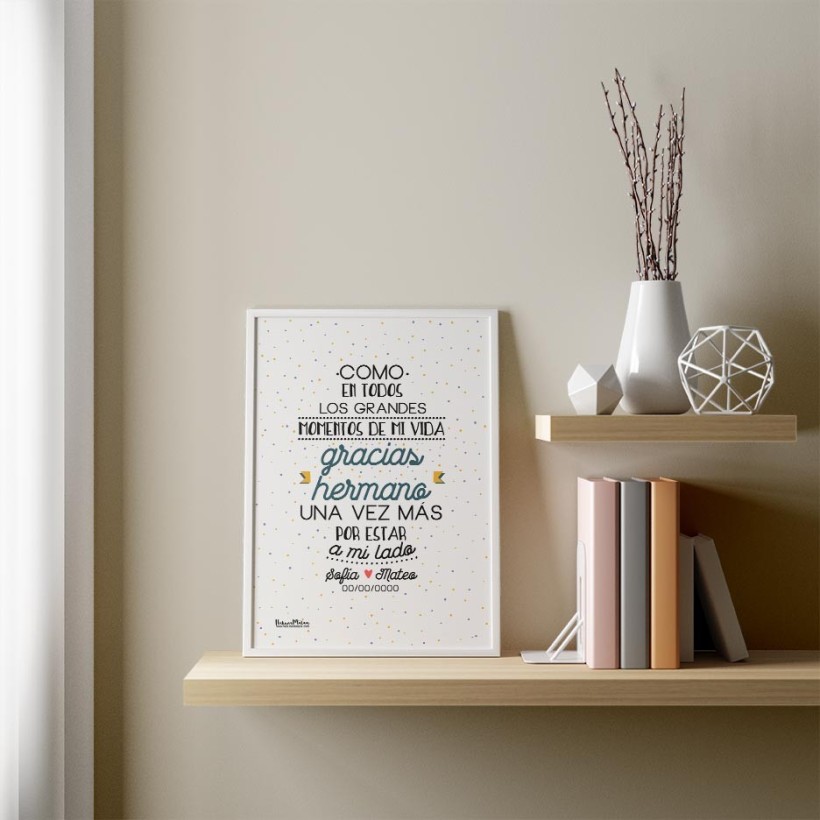 ·COMO·
EN TODOS
LOS GRANDES
MOMENTOS DE MI VIDA
gracias
hermano
UNA VEZ MÁS
POR ESTAR
a mi lado
Sofía ♥ Mateo
00/00/0000